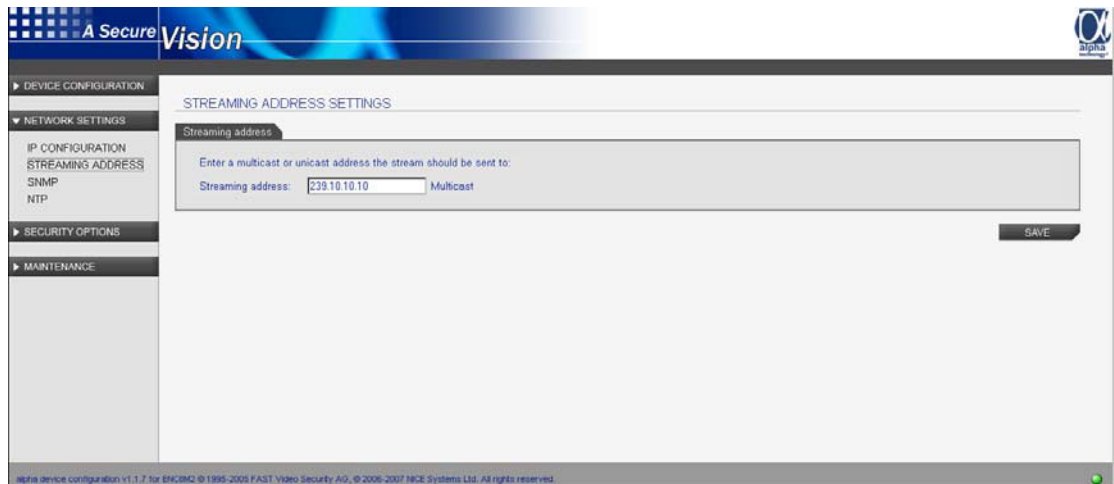 A Secure Vision
alpha
technology
DEVICE CONFIGURATION
NETWORK SETTINGS
IP CONFIGURATION
STREAMING ADDRESS
SNMP
NTP
SECURITY OPTIONS
MAINTENANCE
STREAMING ADDRESS SETTINGS
Streaming address
Enter a multicast or unicast address the stream should be sent to:
Streaming address: 239.10.10.10 Multicast
SAVE
alpha device configuration v1.1.7 for ENC8M2 © 1995-2005 FAST Video Security AG, © 2006-2007 NICE Systems Ltd. All rights reserved.